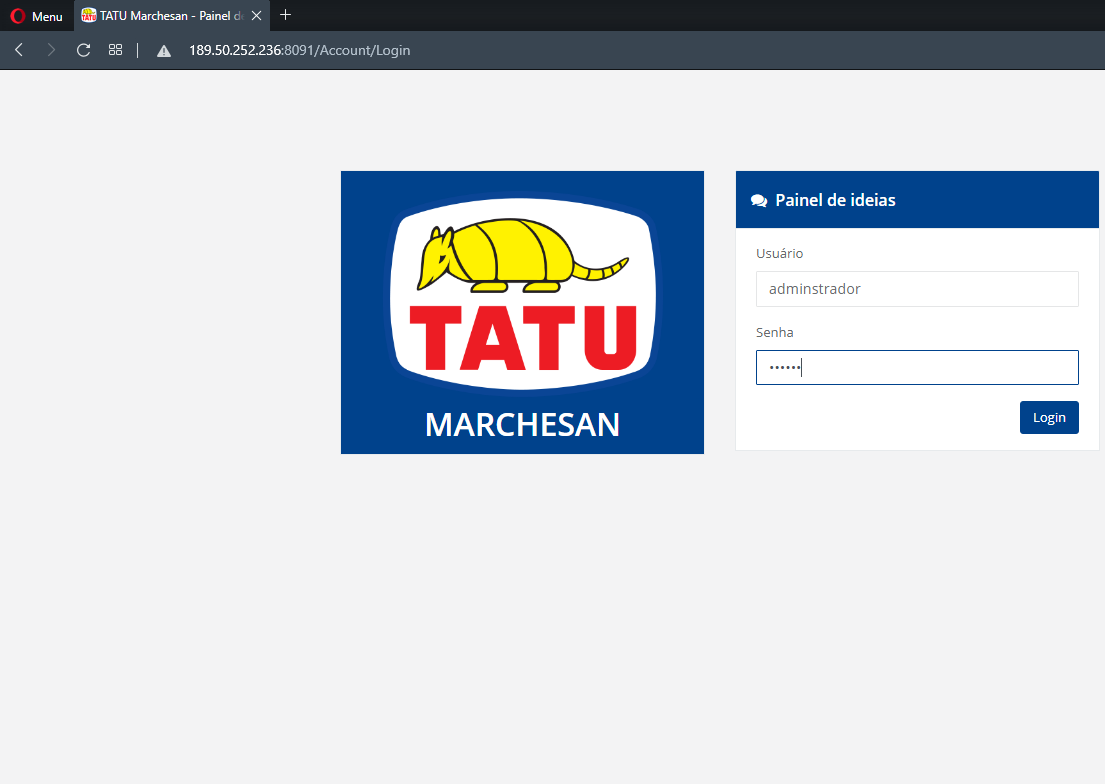 Menu
TATU Marchesan - Painel d
189.50.252.236:8091/Account/Login
TATU
MARCHESAN
Painel de ideias
Usuário
adminstrador
Senha
••••••
Login